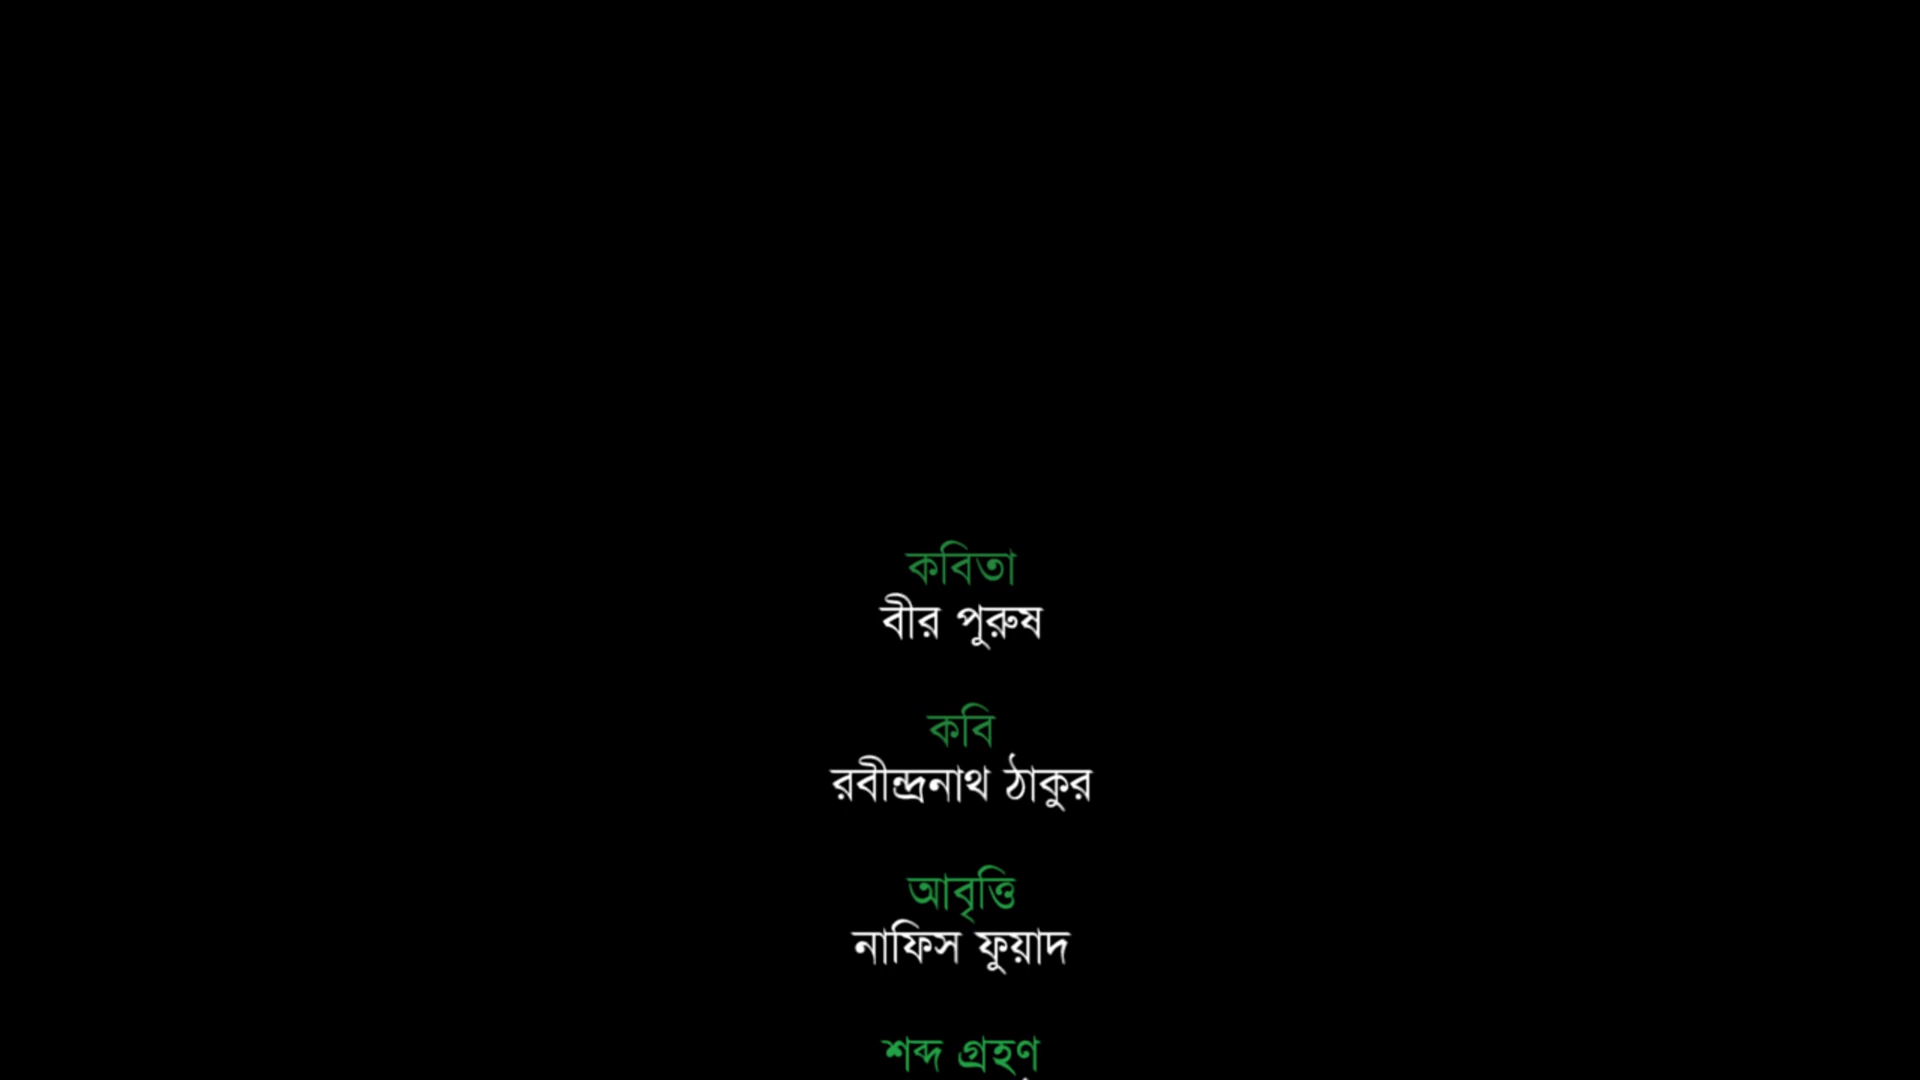 কবিতা
বীর পুরুষ
কবি
রবীন্দ্রনাথ ঠাকুর
আবৃত্তি
নাফিস ফুয়াদ
শব্দ গ্রহণ